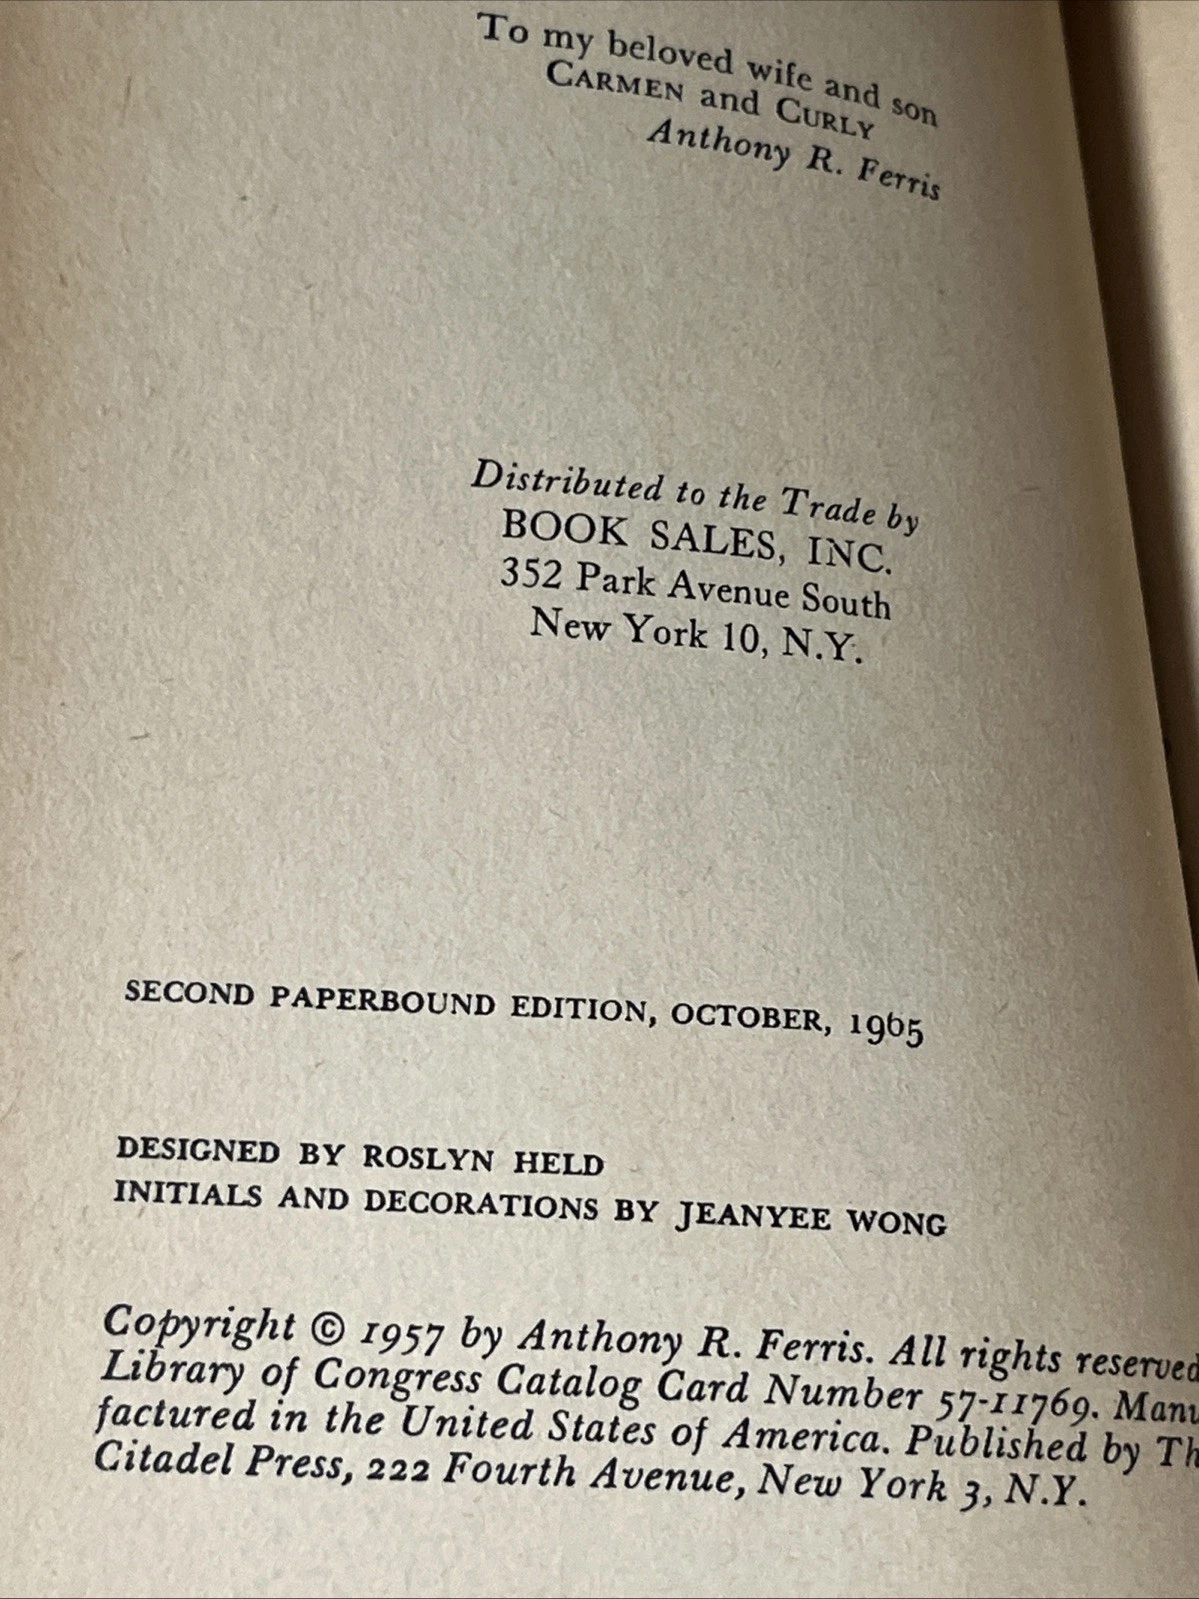 To my beloved wife and son
CARMEN and CURLY
Anthony R. Ferris
Distributed to the Trade by
BOOK SALES, INC.
352 Park Avenue South
New York 10, N.Y.
SECOND PAPERBOUND EDITION, OCTOBER, 1965
DESIGNED BY ROSLYN HELD
INITIALS AND DECORATIONS BY JEANYEE WONG
Copyright © 1957 by Anthony R. Ferris. All rights reserved
Library of Congress Catalog Card Number 57-11769. Manu
factured in the United States of America. Published by Th
Citadel Press, 222 Fourth Avenue, New York 3, N.Y.